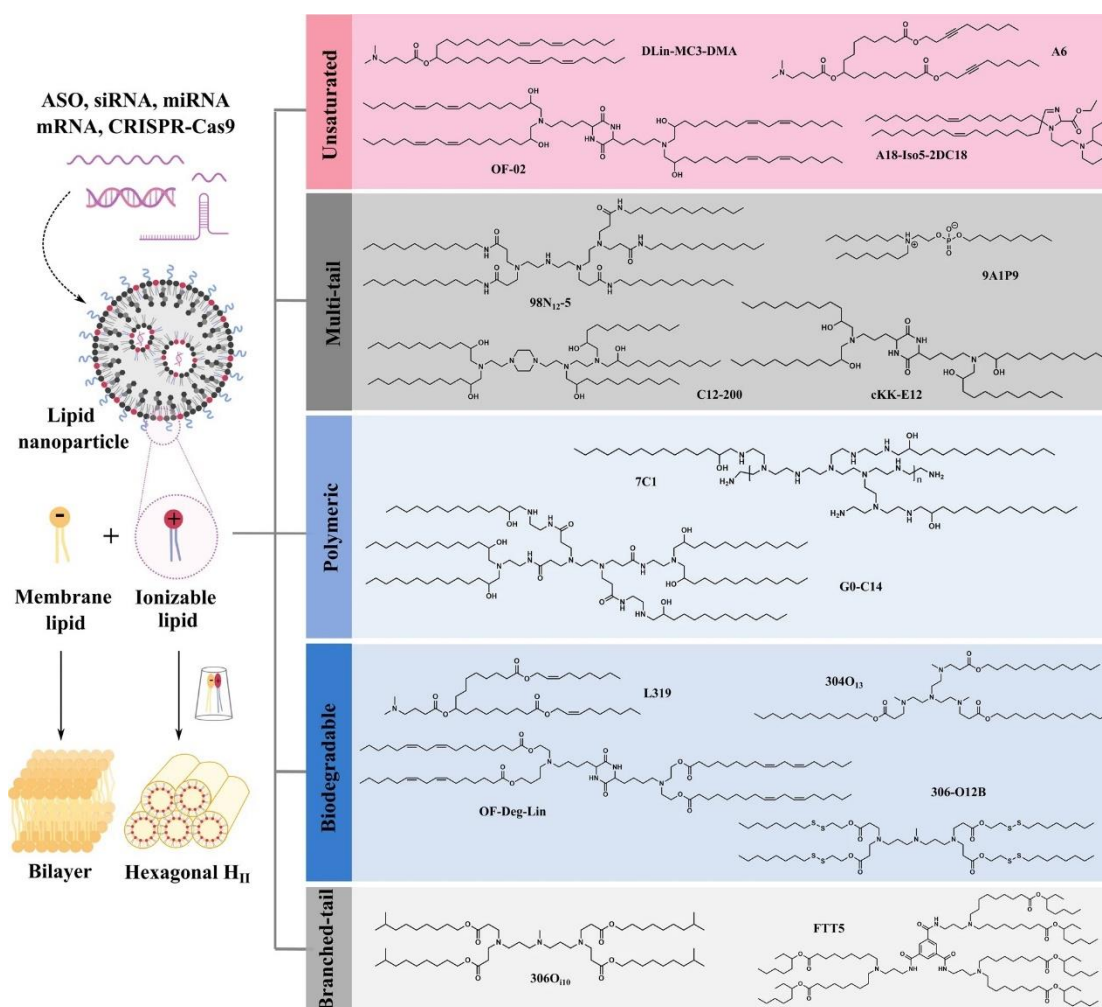 ASO, siRNA, miRNA
mRNA, CRISPR-Cas9
Lipid
nanoparticle
-
+
+
Membrane
lipid
Ionizable
lipid
-
+
Bilayer
Hexagonal H_II
Unsaturated
DLin-MC3-DMA
A6
OF-02
A18-Iso5-2DC18
Multi-tail
98N₁₂-5
9A1P9
C12-200
cKK-E12
Polymeric
7C1
G0-C14
Biodegradable
L319
304O₁₃
OF-Deg-Lin
306-O12B
Branched-tail
306O_i10
FTT5